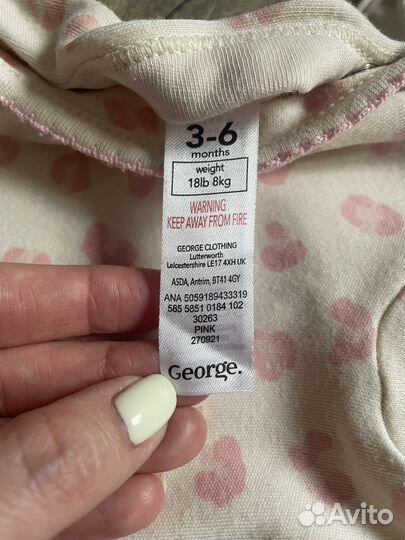 3-6
months
weight
18lb 8kg
WARNING
KEEP AWAY FROM FIRE
GEORGE CLOTHING
Lutterworth
Leicestershire LE17 4XH UK
ASDA, Antrim, BT41 4GY
ANA 5059189433319
585 5851 0184 102
30263
PINK
270921
George.
Avito